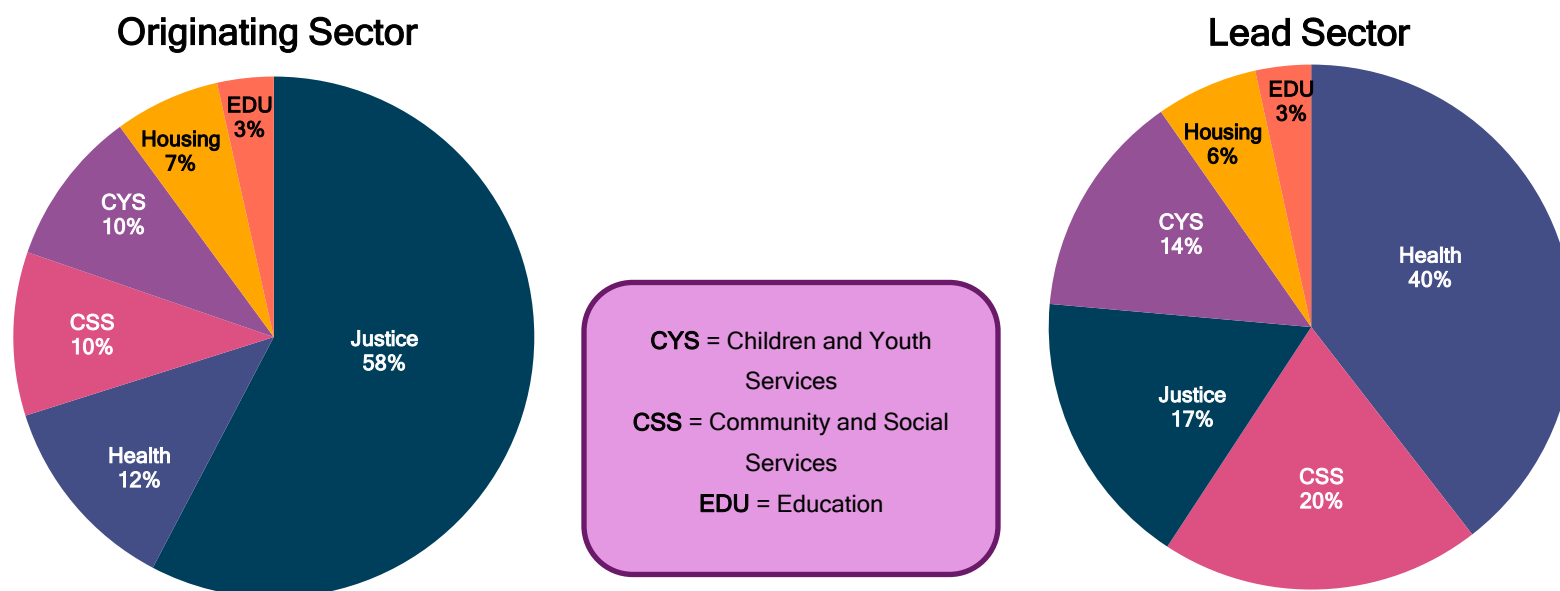 Originating Sector
EDU
3%
Housing
7%
CYS
10%
CSS
10%
Health
12%
Justice
58%
CYS = Children and Youth
Services
CSS = Community and Social
Services
EDU = Education
Lead Sector
EDU
3%
Housing
6%
CYS
14%
Justice
17%
CSS
20%
Health
40%